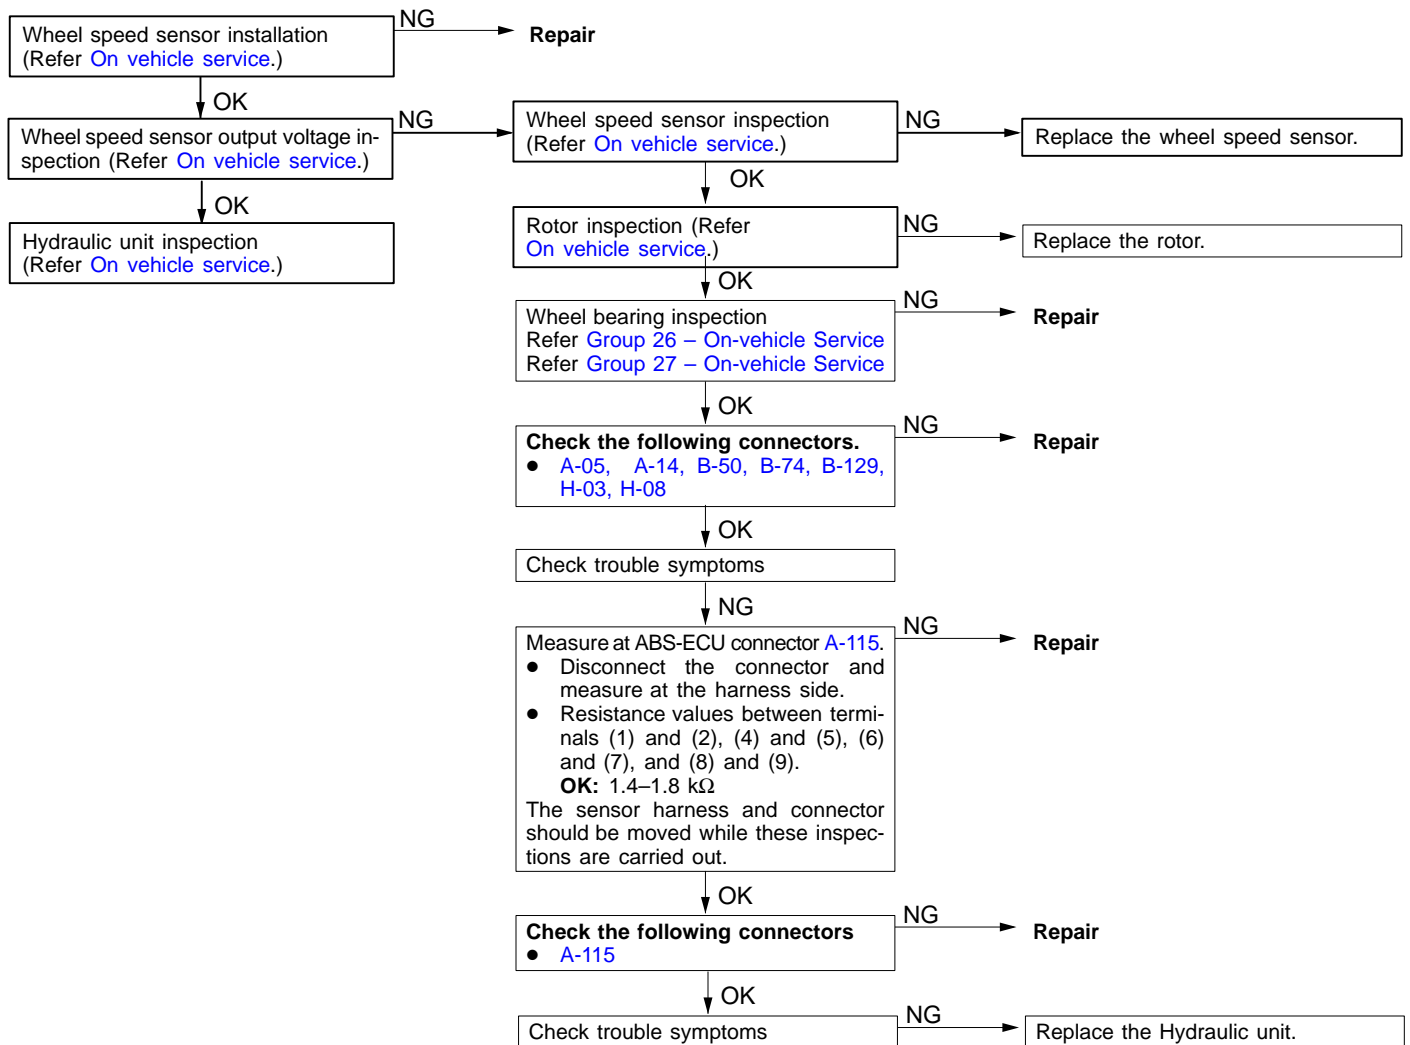 Wheel speed sensor installation
(Refer On vehicle service.)
NG
Repair
OK
Wheel speed sensor output voltage in-
spection (Refer On vehicle service.)
NG
Wheel speed sensor inspection
(Refer On vehicle service.)
NG
Replace the wheel speed sensor.
OK
OK
Hydraulic unit inspection
(Refer On vehicle service.)
Rotor inspection (Refer
On vehicle service.)
NG
Replace the rotor.
OK
Wheel bearing inspection
Refer Group 26 – On-vehicle Service
Refer Group 27 – On-vehicle Service
NG
Repair
OK
Check the following connectors.
● A-05, A-14, B-50, B-74, B-129,
H-03, H-08
NG
Repair
OK
Check trouble symptoms
NG
Measure at ABS-ECU connector A-115.
● Disconnect the connector and
measure at the harness side.
● Resistance values between termi-
nals (1) and (2), (4) and (5), (6)
and (7), and (8) and (9).
OK: 1.4–1.8 kΩ
The sensor harness and connector
should be moved while these inspec-
tions are carried out.
NG
Repair
OK
Check the following connectors
● A-115
NG
Repair
OK
Check trouble symptoms
NG
Replace the Hydraulic unit.